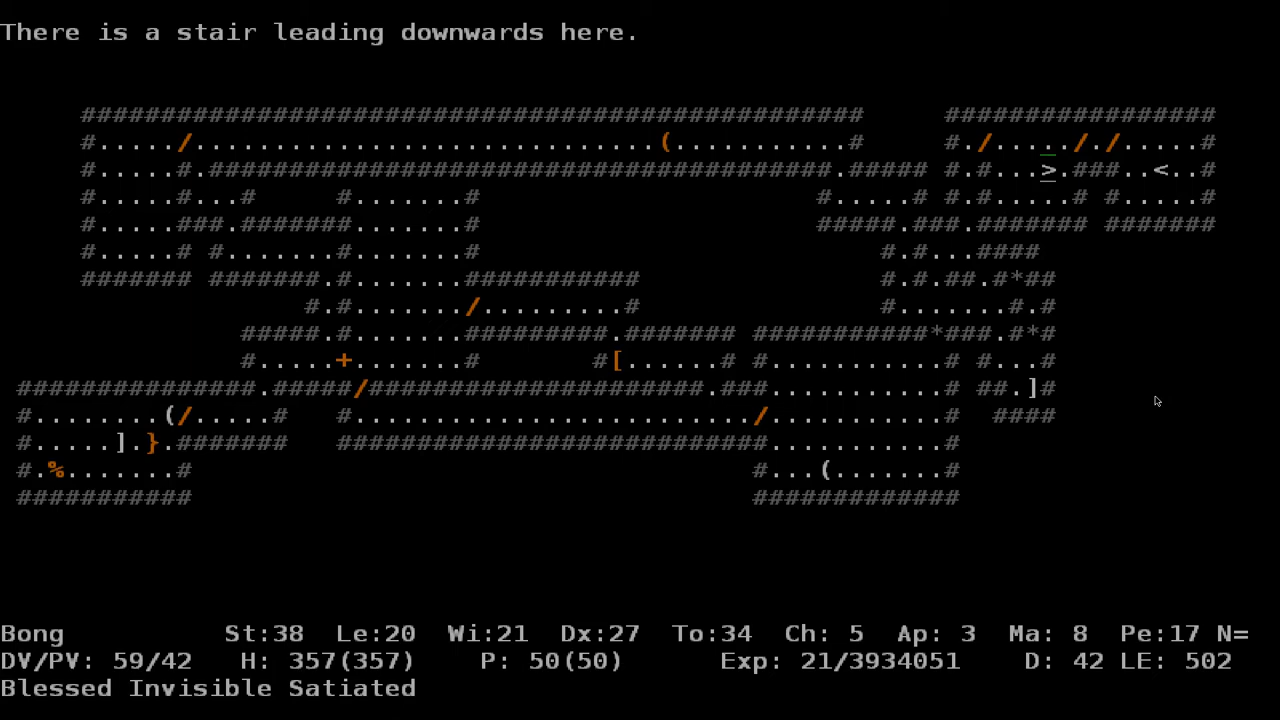 There is a stair leading downwards here.
Bong St:38 Le:20 Wi:21 Dx:27 To:34 Ch: 5 Ap: 3 Ma: 8 Pe:17 N=
DV/PV: 59/42 H: 357(357) P: 50(50) Exp: 21/3934051 D: 42 LE: 502
Blessed Invisible Satiated